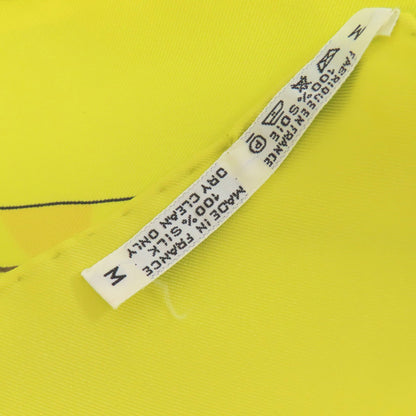 M
FABRIQUE EN FRANCE
100% SOIE
P
MADE IN FRANCE
100% SILK
DRY CLEAN ONLY
M